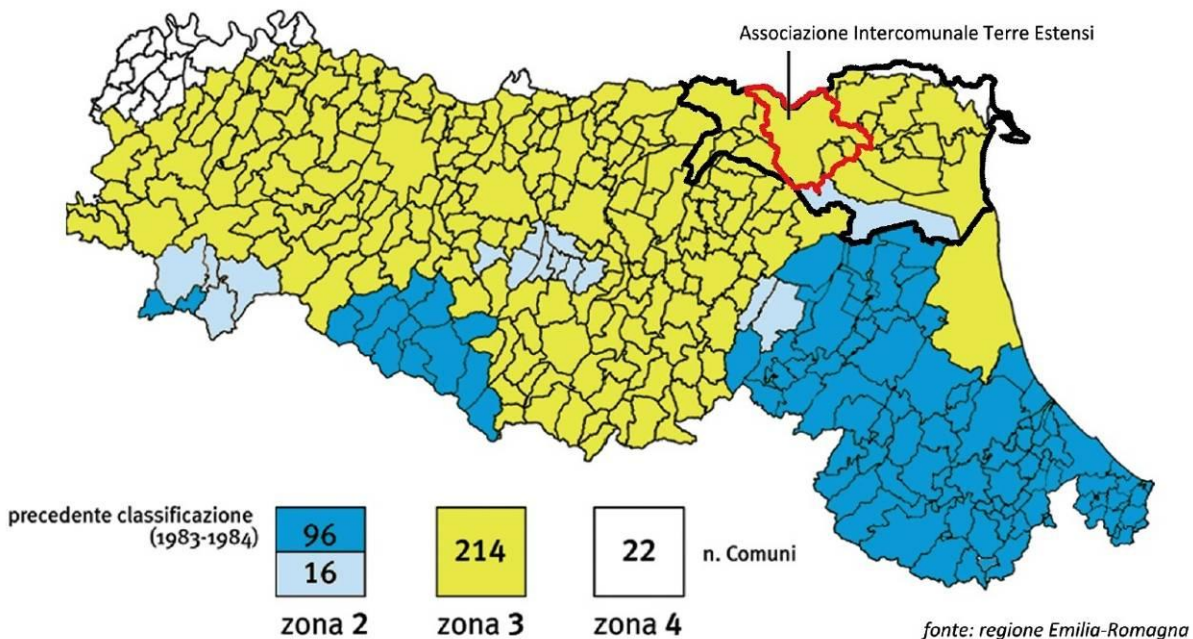 Associazione Intercomunale Terre Estensi
precedente classificazione
(1983-1984)
96
16
214
22
n. Comuni
zona 2
zona 3
zona 4
fonte: regione Emilia-Romagna